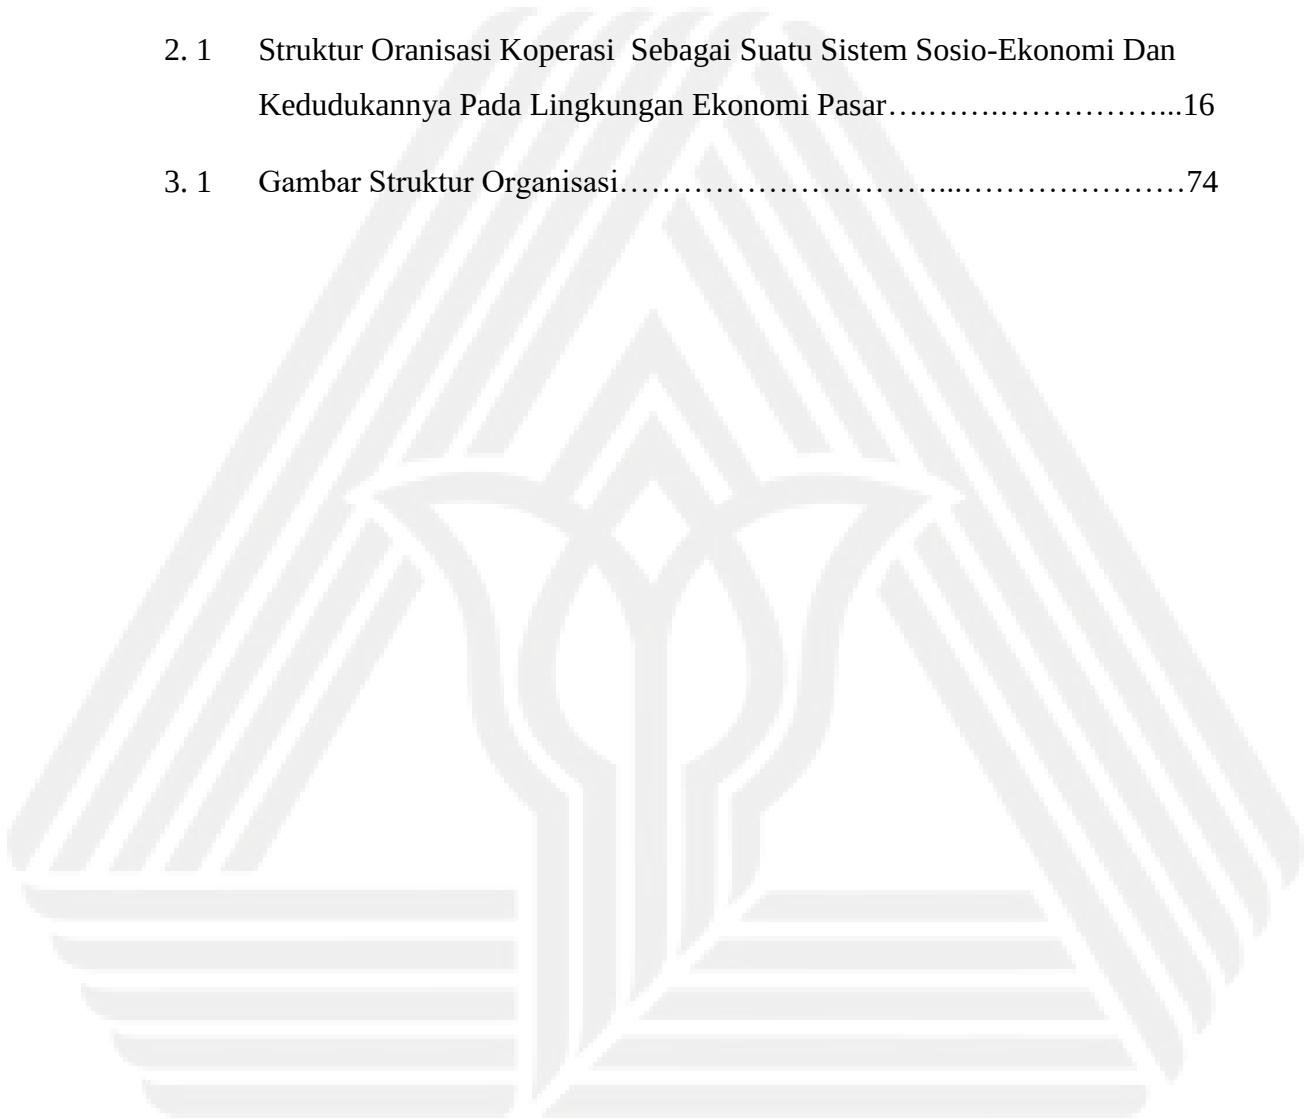 2. 1 Struktur Oranisasi Koperasi  Sebagai Suatu Sistem Sosio-Ekonomi Dan
Kedudukannya Pada Lingkungan Ekonomi Pasar….…….……………...16
3. 1 Gambar Struktur Organisasi…………………………...…………………74